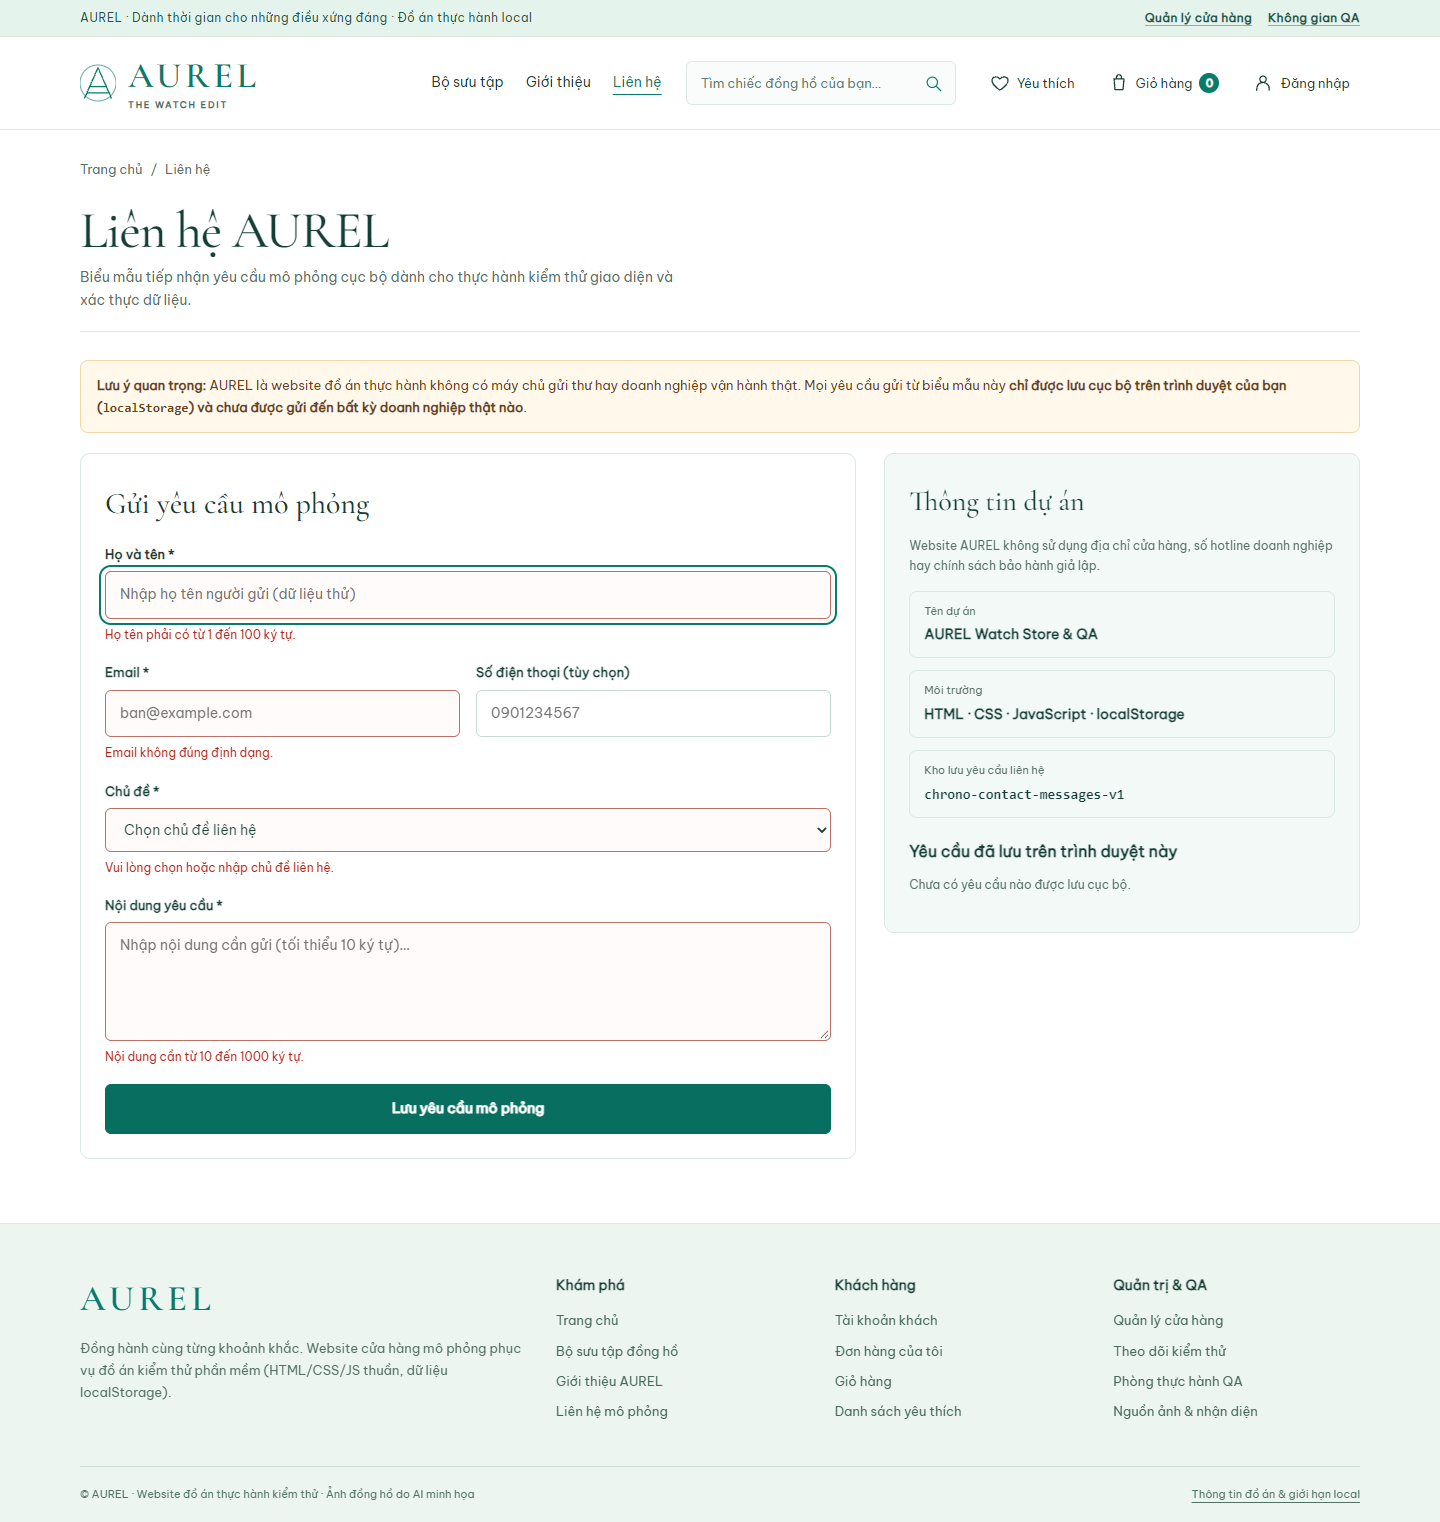 AUREL · Dành thời gian cho những điều xứng đáng · Đồ án thực hành local
Quản lý cửa hàng
Không gian QA
AUREL
THE WATCH EDIT
Bộ sưu tập
Giới thiệu
Liên hệ
Tìm chiếc đồng hồ của bạn...
Yêu thích
Giỏ hàng 0
Đăng nhập
Trang chủ / Liên hệ
Liên hệ AUREL
Biểu mẫu tiếp nhận yêu cầu mô phỏng cục bộ dành cho thực hành kiểm thử giao diện và
xác thực dữ liệu.
Lưu ý quan trọng: AUREL là website đồ án thực hành không có máy chủ gửi thư hay doanh nghiệp vận hành thật. Mọi yêu cầu gửi từ biểu mẫu này chỉ được lưu cục bộ trên trình duyệt của bạn
(localStorage) và chưa được gửi đến bất kỳ doanh nghiệp thật nào.
Gửi yêu cầu mô phỏng
Họ và tên *
Nhập họ tên người gửi (dữ liệu thử)
Họ tên phải có từ 1 đến 100 ký tự.
Email *
Số điện thoại (tùy chọn)
ban@example.com
0901234567
Email không đúng định dạng.
Chủ đề *
Chọn chủ đề liên hệ
Vui lòng chọn hoặc nhập chủ đề liên hệ.
Nội dung yêu cầu *
Nhập nội dung cần gửi (tối thiểu 10 ký tự)...
Nội dung cần từ 10 đến 1000 ký tự.
Lưu yêu cầu mô phỏng
Thông tin dự án
Website AUREL không sử dụng địa chỉ cửa hàng, số hotline doanh nghiệp
hay chính sách bảo hành giả lập.
Tên dự án
AUREL Watch Store & QA
Môi trường
HTML · CSS · JavaScript · localStorage
Kho lưu yêu cầu liên hệ
chrono-contact-messages-v1
Yêu cầu đã lưu trên trình duyệt này
Chưa có yêu cầu nào được lưu cục bộ.
AUREL
Đồng hành cùng từng khoảnh khắc. Website cửa hàng mô phỏng phục
vụ đồ án kiểm thử phần mềm (HTML/CSS/JS thuần, dữ liệu
localStorage).
Khám phá
Trang chủ
Bộ sưu tập đồng hồ
Giới thiệu AUREL
Liên hệ mô phỏng
Khách hàng
Tài khoản khách
Đơn hàng của tôi
Giỏ hàng
Danh sách yêu thích
Quản trị & QA
Quản lý cửa hàng
Theo dõi kiểm thử
Phòng thực hành QA
Nguồn ảnh & nhận diện
© AUREL · Website đồ án thực hành kiểm thử · Ảnh đồng hồ do AI minh họa
Thông tin đồ án & giới hạn local